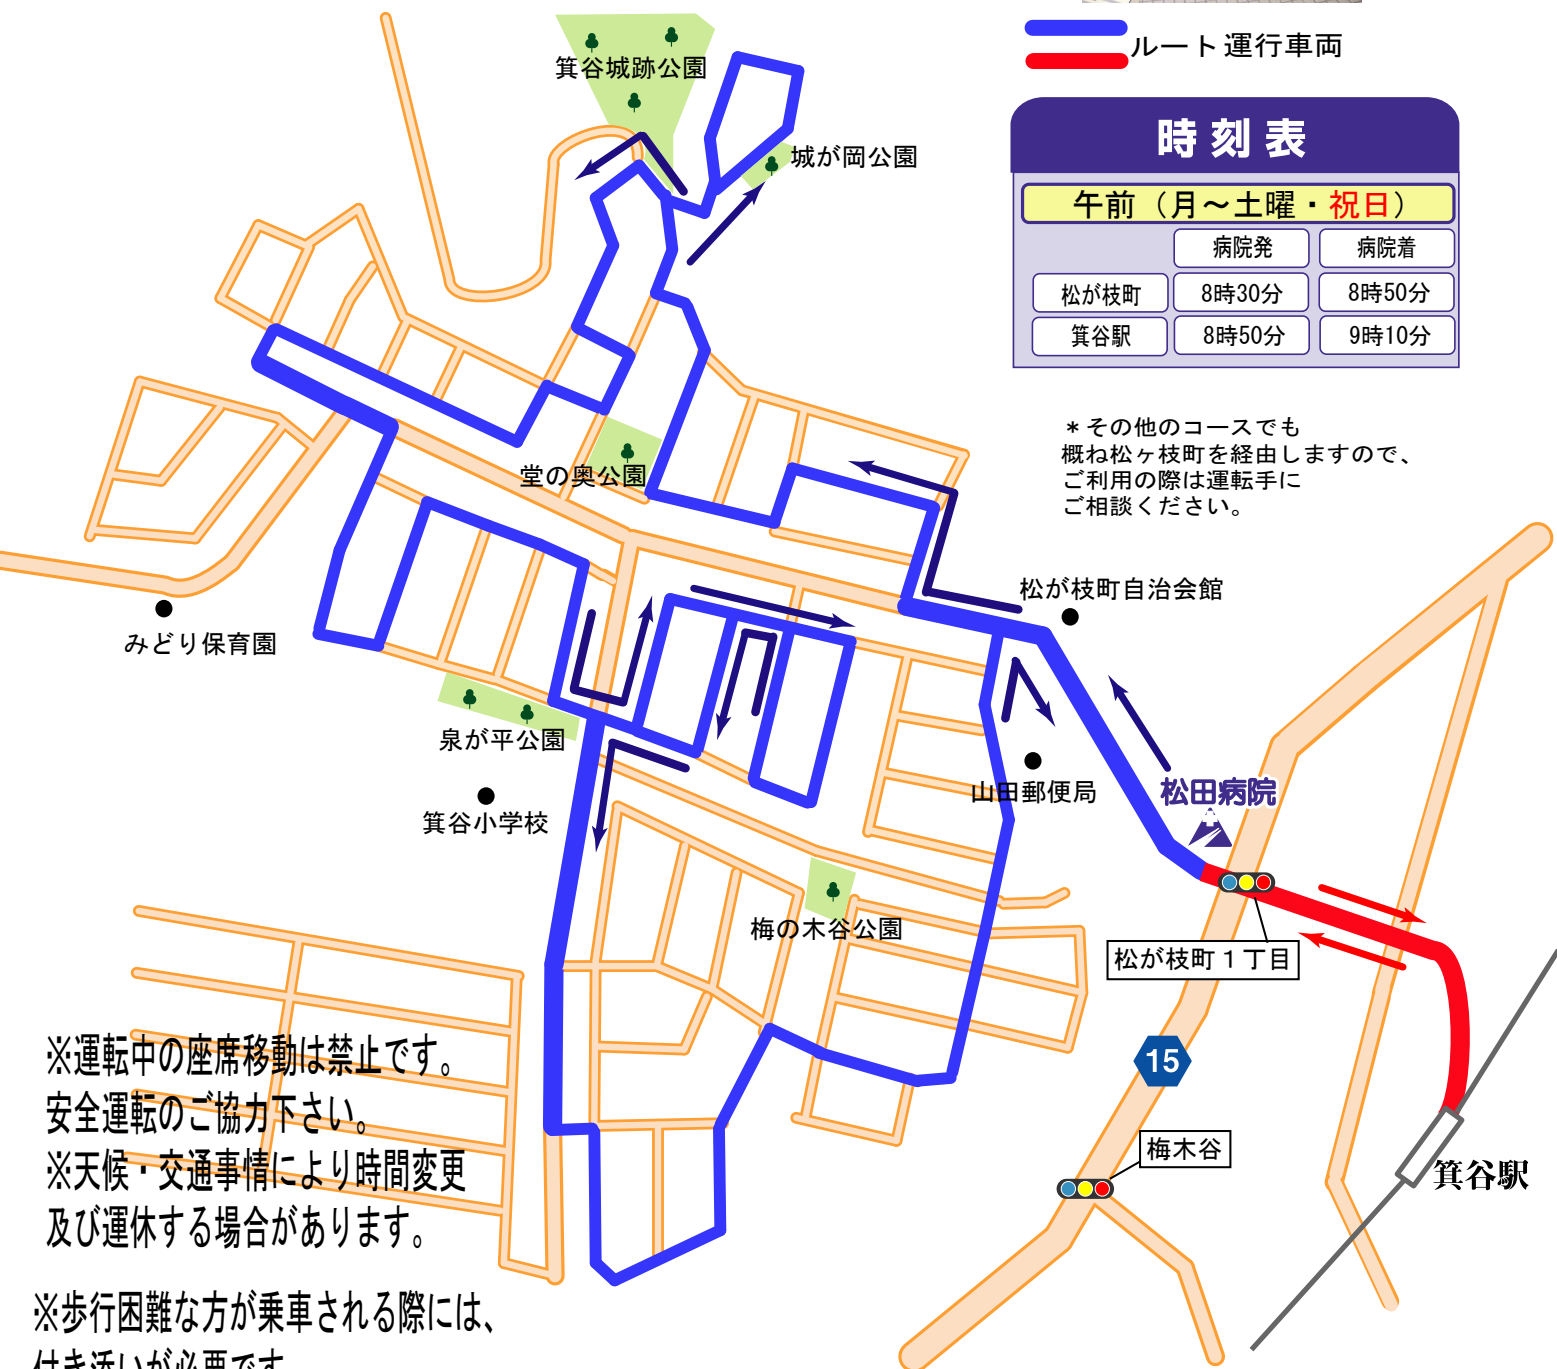 ルート運行車両
時刻表
午前（月～土曜・祝日）
病院発 病院着
松が枝町 8時30分 8時50分
箕谷駅 8時50分 9時10分
＊その他のコースでも
概ね松ヶ枝町を経由しますので、
ご利用の際は運転手に
ご相談ください。
箕谷城跡公園
城が岡公園
堂の奥公園
松が枝町自治会館
みどり保育園
泉が平公園
箕谷小学校
山田郵便局
松田病院
梅の木谷公園
松が枝町１丁目
15
梅木谷
箕谷駅
※運転中の座席移動は禁止です。
安全運転のご協力下さい。
※天候・交通事情により時間変更
及び運休する場合があります。
※歩行困難な方が乗車される際には、
付き添いが必要です